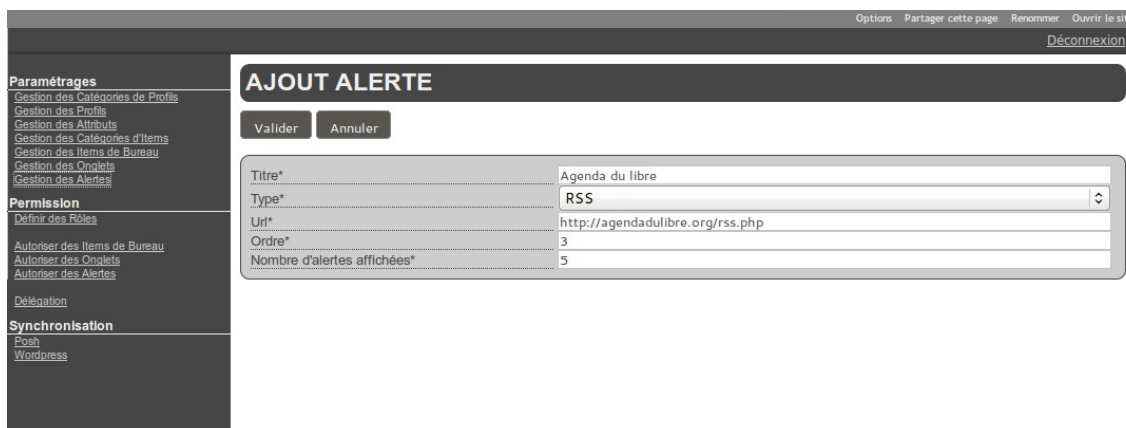 Options Partager cette page Renommer Ouvrir le sit
Déconnexion
Paramétrages
Gestion des Catégories de Profils
Gestion des Profils
Gestion des Attributs
Gestion des Catégories d'Items
Gestion des Items de Bureau
Gestion des Onglets
Gestion des Alertes
Permission
Définir des Rôles
Autoriser des Items de Bureau
Autoriser des Onglets
Autoriser des Alertes
Délégation
Synchronisation
Posh
Wordpress
AJOUT ALERTE
Valider Annuler
Titre* Agenda du libre
Type* RSS
Url* http://agendadulibre.org/rss.php
Ordre* 3
Nombre d'alertes affichées* 5